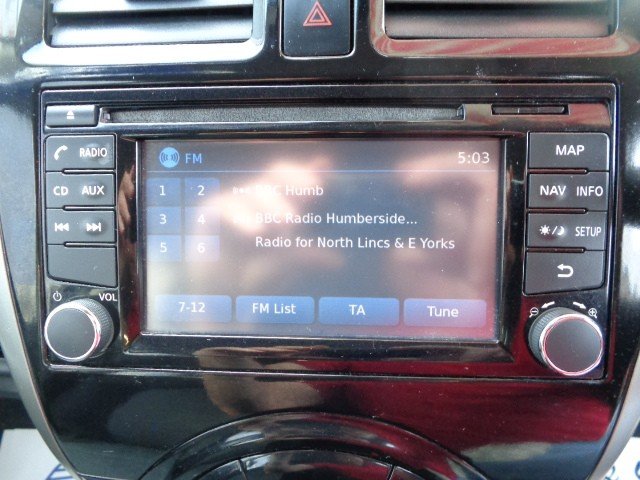 RADIO
CD AUX
VOL
FM 5:03
1 2
3 4
5 6
BBC Humb
BBC Radio Humberside...
Radio for North Lincs & E Yorks
7-12 FM List TA Tune
MAP
NAV INFO
SETUP